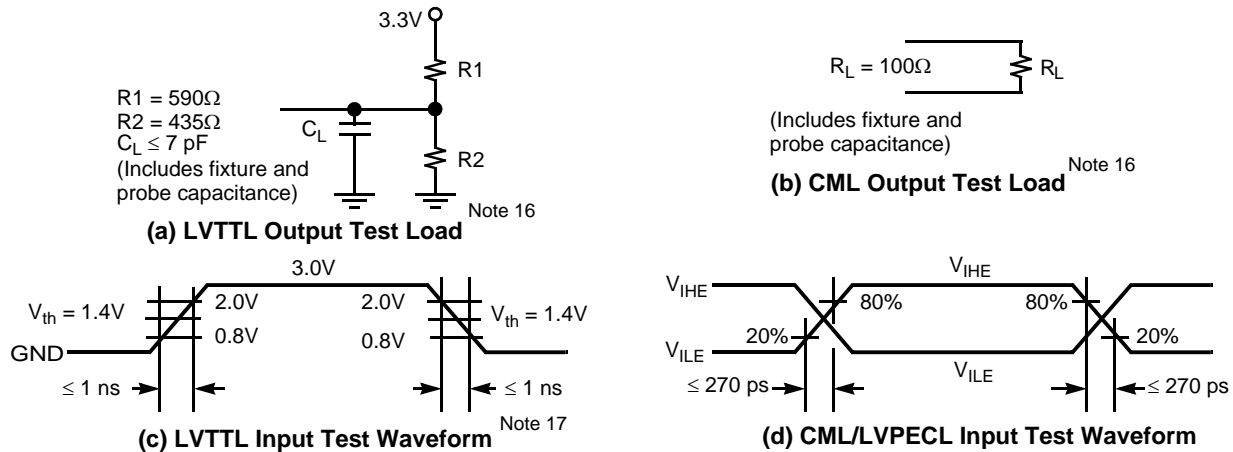 3.3V
R1
R1 = 590Ω
R2 = 435Ω
C_L ≤ 7 pF
(Includes fixture and
probe capacitance)
C_L
R2
Note 16
(a) LVTTL Output Test Load
R_L = 100Ω
R_L
(Includes fixture and
probe capacitance)
Note 16
(b) CML Output Test Load
3.0V
V_th = 1.4V
2.0V
0.8V
2.0V
0.8V
V_th = 1.4V
GND
≤ 1 ns
≤ 1 ns
Note 17
(c) LVTTL Input Test Waveform
V_IHE
V_IHE
80%
80%
20%
20%
V_ILE
V_ILE
≤ 270 ps
≤ 270 ps
(d) CML/LVPECL Input Test Waveform